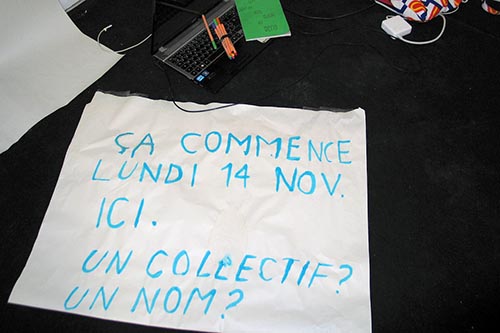 ÇA COMMENCE
LUNDI 14 NOV.
ICI.
UN COLLECTIF?
UN NOM?